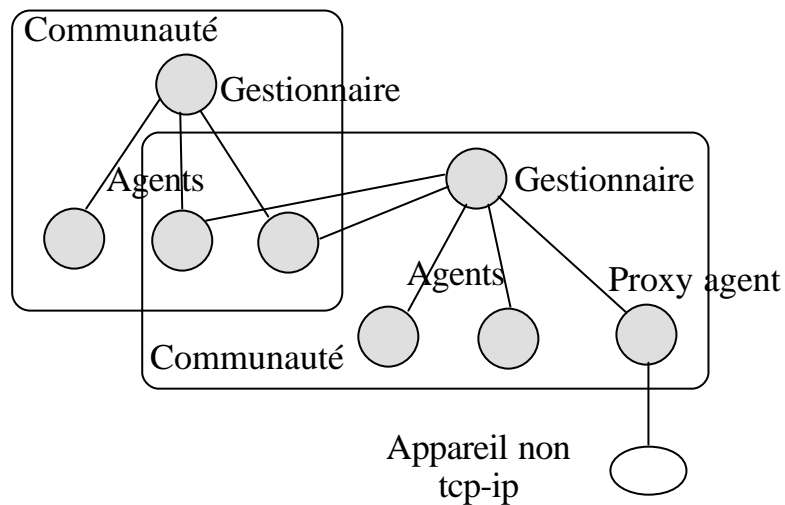 Communauté
Gestionnaire
Agents
Gestionnaire
Agents
Proxy agent
Communauté
Appareil non
tcp-ip